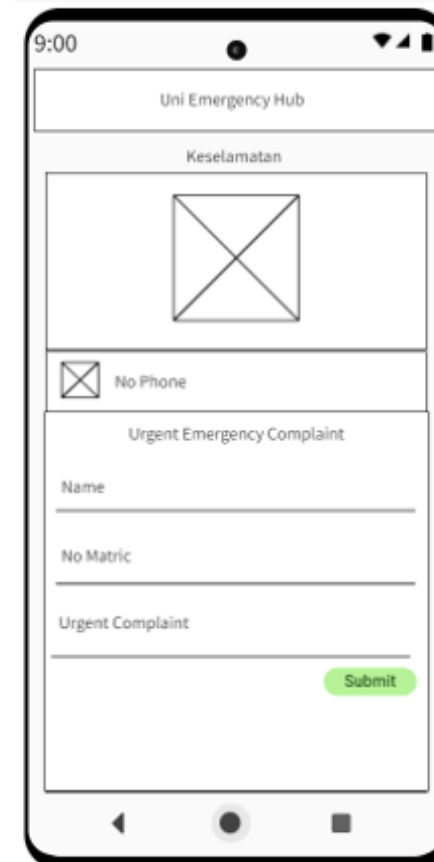 9:00
Uni Emergency Hub
Keselamatan
No Phone
Urgent Emergency Complaint
Name
No Matric
Urgent Complaint
Submit